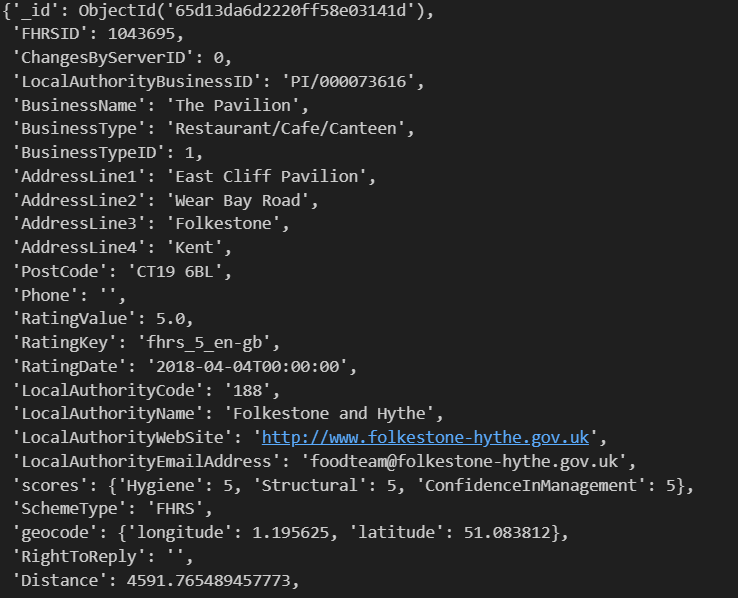 {'_id': ObjectId('65d13da6d2220ff58e03141d'),
'FHRSID': 1043695,
'ChangesByServerID': 0,
'LocalAuthorityBusinessID': 'PI/000073616',
'BusinessName': 'The Pavilion',
'BusinessType': 'Restaurant/Cafe/Canteen',
'BusinessTypeID': 1,
'AddressLine1': 'East Cliff Pavilion',
'AddressLine2': 'Wear Bay Road',
'AddressLine3': 'Folkestone',
'AddressLine4': 'Kent',
'PostCode': 'CT19 6BL',
'Phone': '',
'RatingValue': 5.0,
'RatingKey': 'fhrs_5_en-gb',
'RatingDate': '2018-04-04T00:00:00',
'LocalAuthorityCode': '188',
'LocalAuthorityName': 'Folkestone and Hythe',
'LocalAuthorityWebSite': 'http://www.folkestone-hythe.gov.uk',
'LocalAuthorityEmailAddress': 'foodteam@folkestone-hythe.gov.uk',
'scores': {'Hygiene': 5, 'Structural': 5, 'ConfidenceInManagement': 5},
'SchemeType': 'FHRS',
'geocode': {'longitude': 1.195625, 'latitude': 51.083812},
'RightToReply': '',
'Distance': 4591.765489457773,